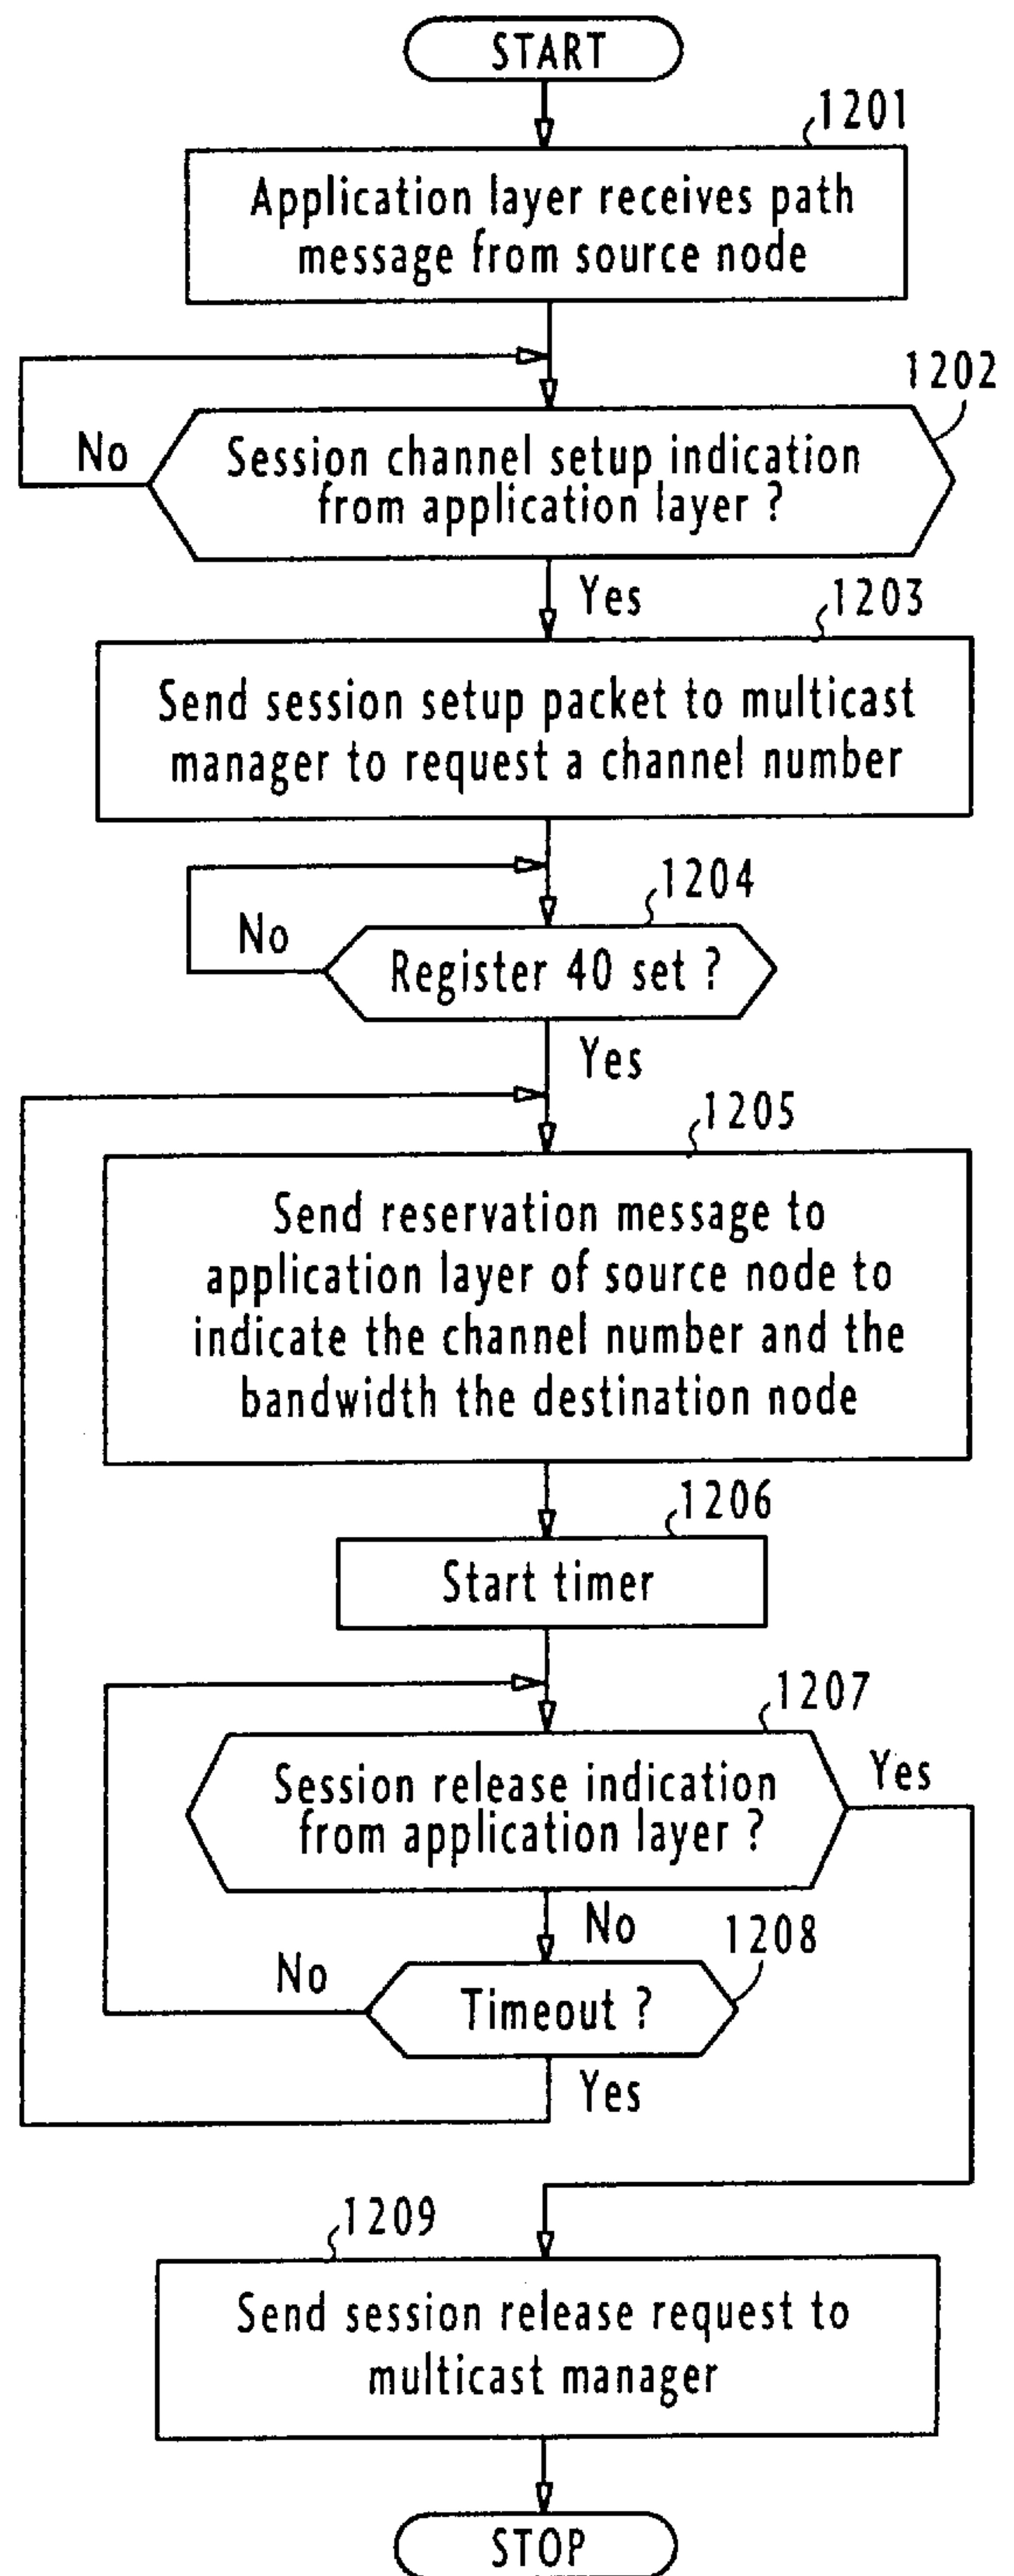 START
1201
Application layer receives path
message from source node
1202
No
Session channel setup indication
from application layer ?
Yes
1203
Send session setup packet to multicast
manager to request a channel number
1204
No
Register 40 set ?
Yes
1205
Send reservation message to
application layer of source node to
indicate the channel number and the
bandwidth the destination node
1206
Start timer
1207
Session release indication
from application layer ?
Yes
No
1208
No
Timeout ?
Yes
1209
Send session release request to
multicast manager
STOP